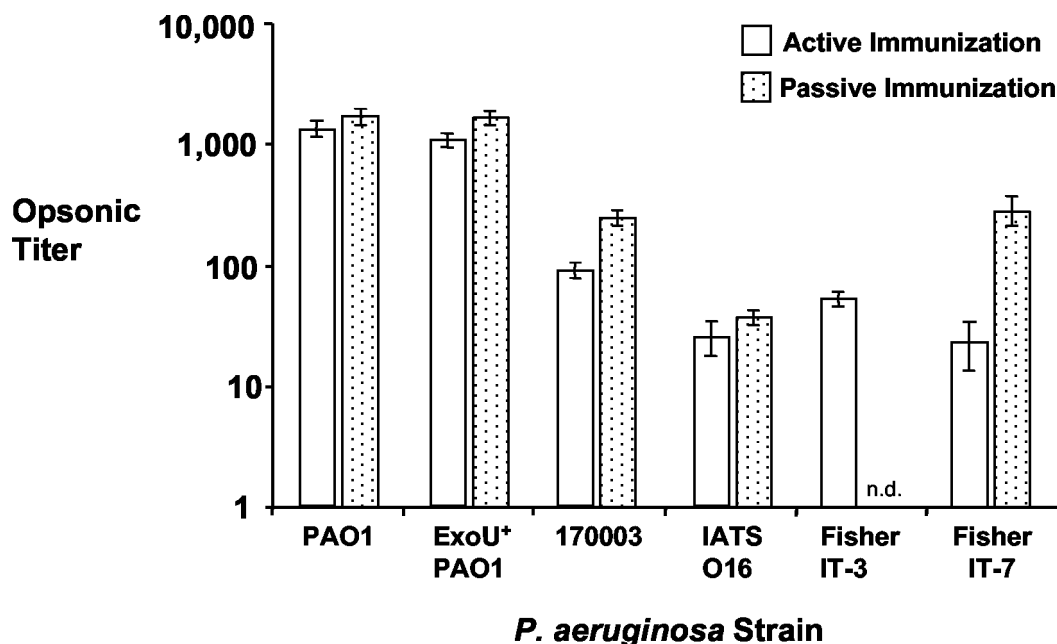 10,000
1,000
100
10
1
Opsonic
Titer
Active Immunization
Passive Immunization
n.d.
PAO1
ExoU⁺
PAO1
170003
IATS
O16
Fisher
IT-3
Fisher
IT-7
P. aeruginosa Strain